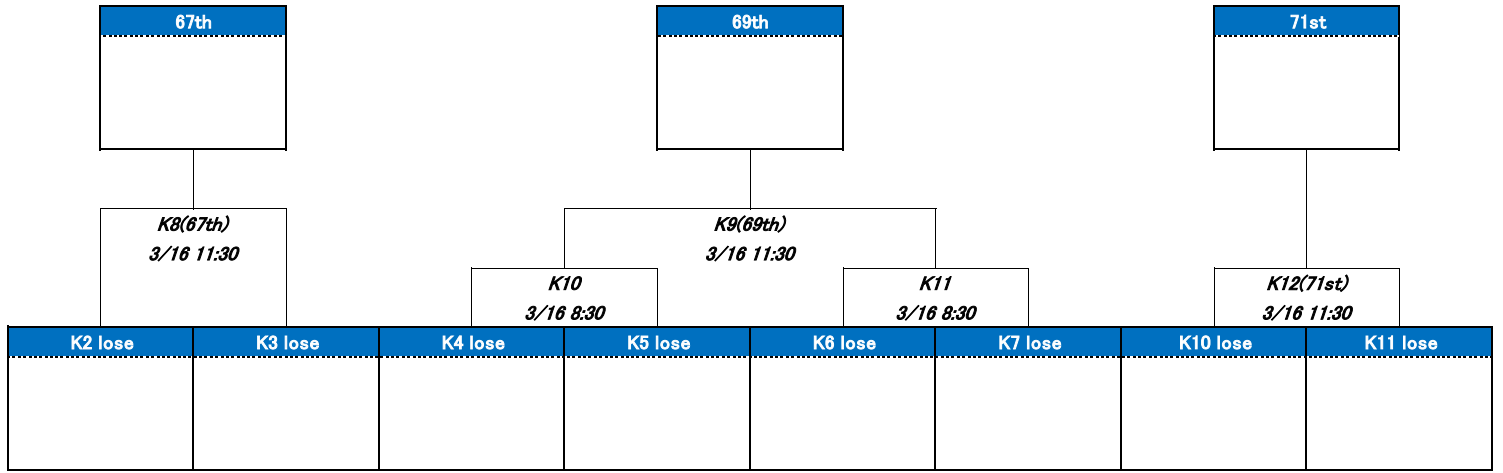 67th
69th
71st
K8(67th)
3/16 11:30
K9(69th)
3/16 11:30
K10
3/16 8:30
K11
3/16 8:30
K12(71st)
3/16 11:30
K2 lose
K3 lose
K4 lose
K5 lose
K6 lose
K7 lose
K10 lose
K11 lose